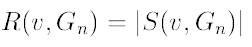 R(v, G_n) = |S(v, G_n)|